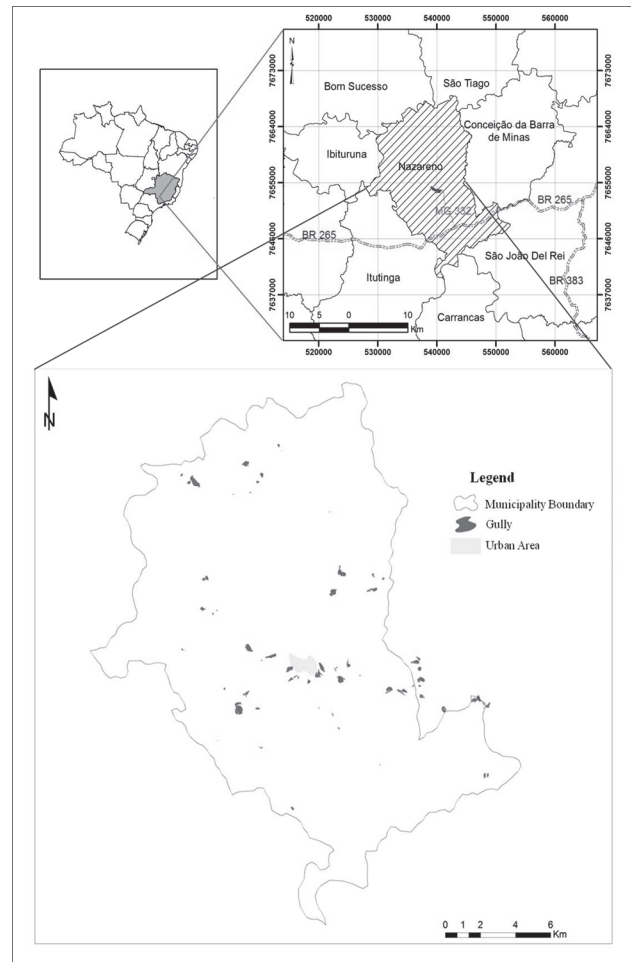 520000 530000 540000 550000 560000
N
7673000 7673000
Bom Sucesso São Tiago
7664000 7664000
Conceição da Barra
de Minas
Ibituruna
Nazareno
7655000 7655000
MG 332
BR 265
BR 265
7646000 7646000
São João Del Rei
Itutinga
BR 383
7637000 7637000
Carrancas
10 5 0 10
Km
520000 530000 540000 550000 560000
N
Legend
Municipality Boundary
Gully
Urban Area
0 1 2 4 6
Km